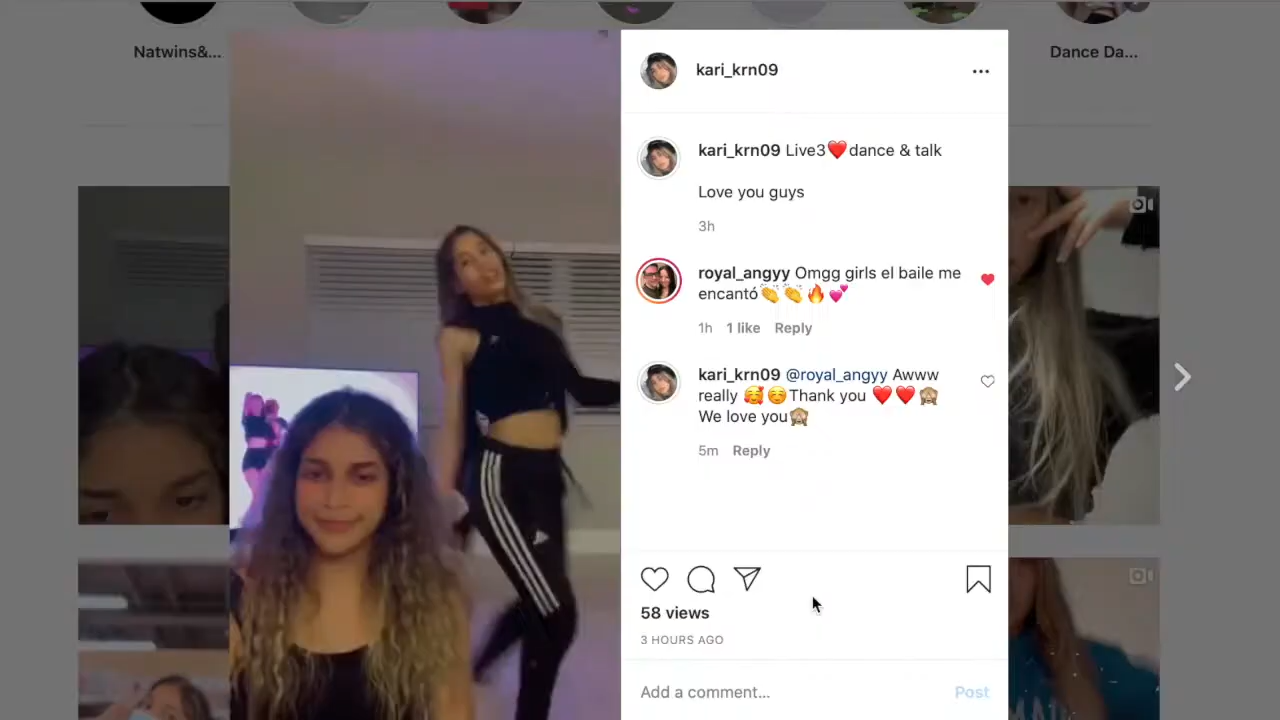 Natwins&...
Dance Da...
kari_krn09
kari_krn09 Live3❤️dance & talk
Love you guys
3h
royal_angyy Omgg girls el baile me
encantó👏👏🔥💕
1h 1 like Reply
kari_krn09 @royal_angyy Awww
really 🥰☺️Thank you ❤️❤️🙈
We love you🙈
5m Reply
58 views
3 HOURS AGO
Add a comment... Post